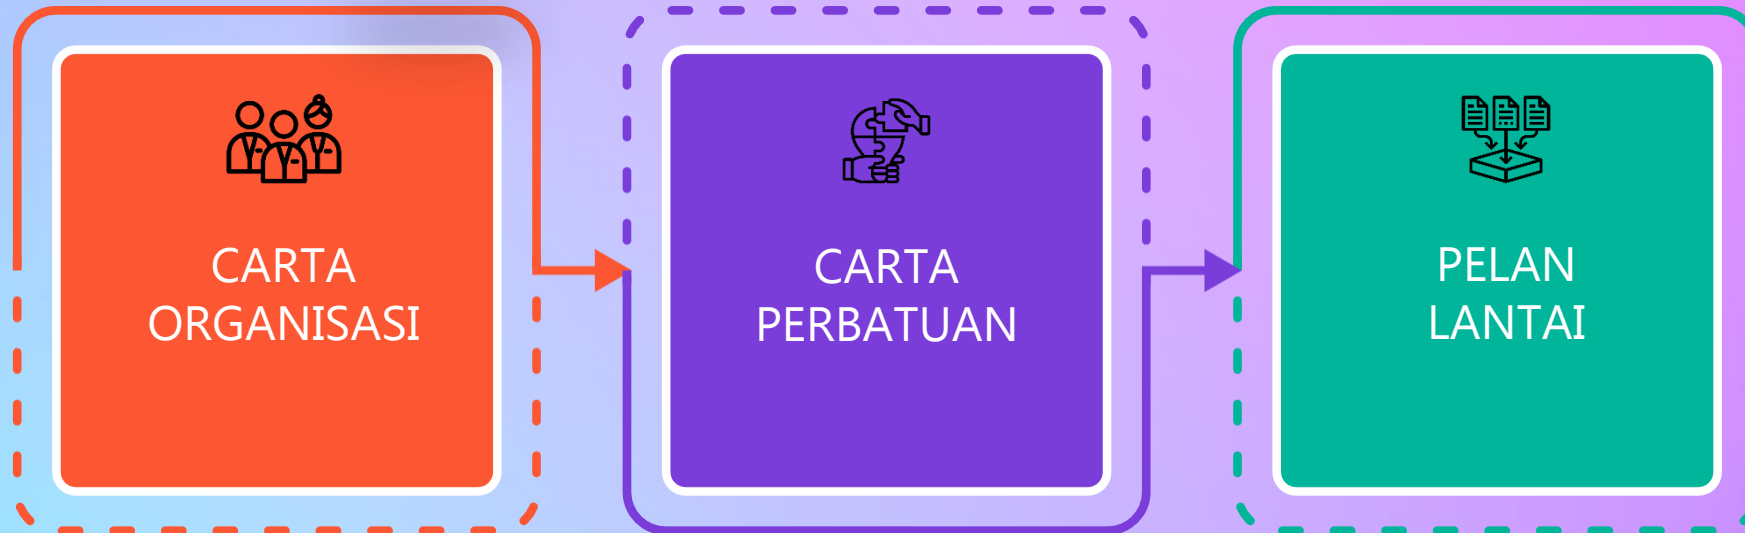 CARTA
ORGANISASI
CARTA
PERBATUAN
PELAN
LANTAI